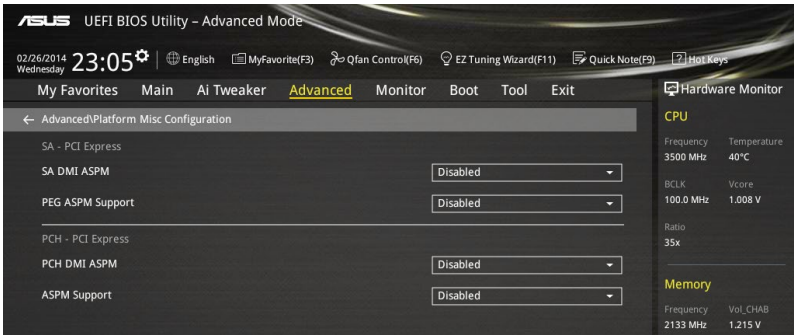 ASUS UEFI BIOS Utility – Advanced Mode
02/26/2014 Wednesday 23:05 English MyFavorite(F3) Qfan Control(F6) EZ Tuning Wizard(F11) Quick Note(F9) ? Hot Keys
My Favorites Main Ai Tweaker Advanced Monitor Boot Tool Exit
Hardware Monitor
← Advanced\Platform Misc Configuration
SA - PCI Express
SA DMI ASPM Disabled
PEG ASPM Support Disabled
PCH - PCI Express
PCH DMI ASPM Disabled
ASPM Support Disabled
CPU
Frequency Temperature
3500 MHz 40°C
BCLK Vcore
100.0 MHz 1.008 V
Ratio
35x
Memory
Frequency Vol_CHAB
2133 MHz 1.215 V